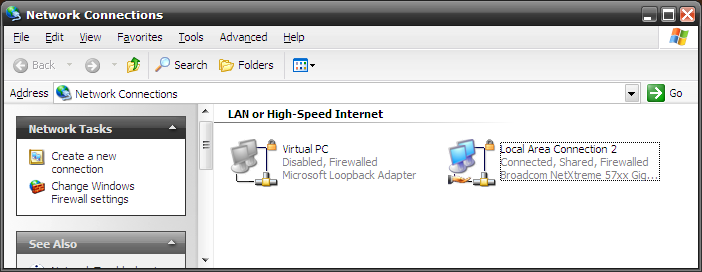 Network Connections
File Edit View Favorites Tools Advanced Help
Back Search Folders
Address Network Connections Go
Network Tasks
Create a new
connection
Change Windows
Firewall settings
See Also
LAN or High-Speed Internet
Virtual PC
Disabled, Firewalled
Microsoft Loopback Adapter
Local Area Connection 2
Connected, Shared, Firewalled
Broadcom NetXtreme 57xx Gig...